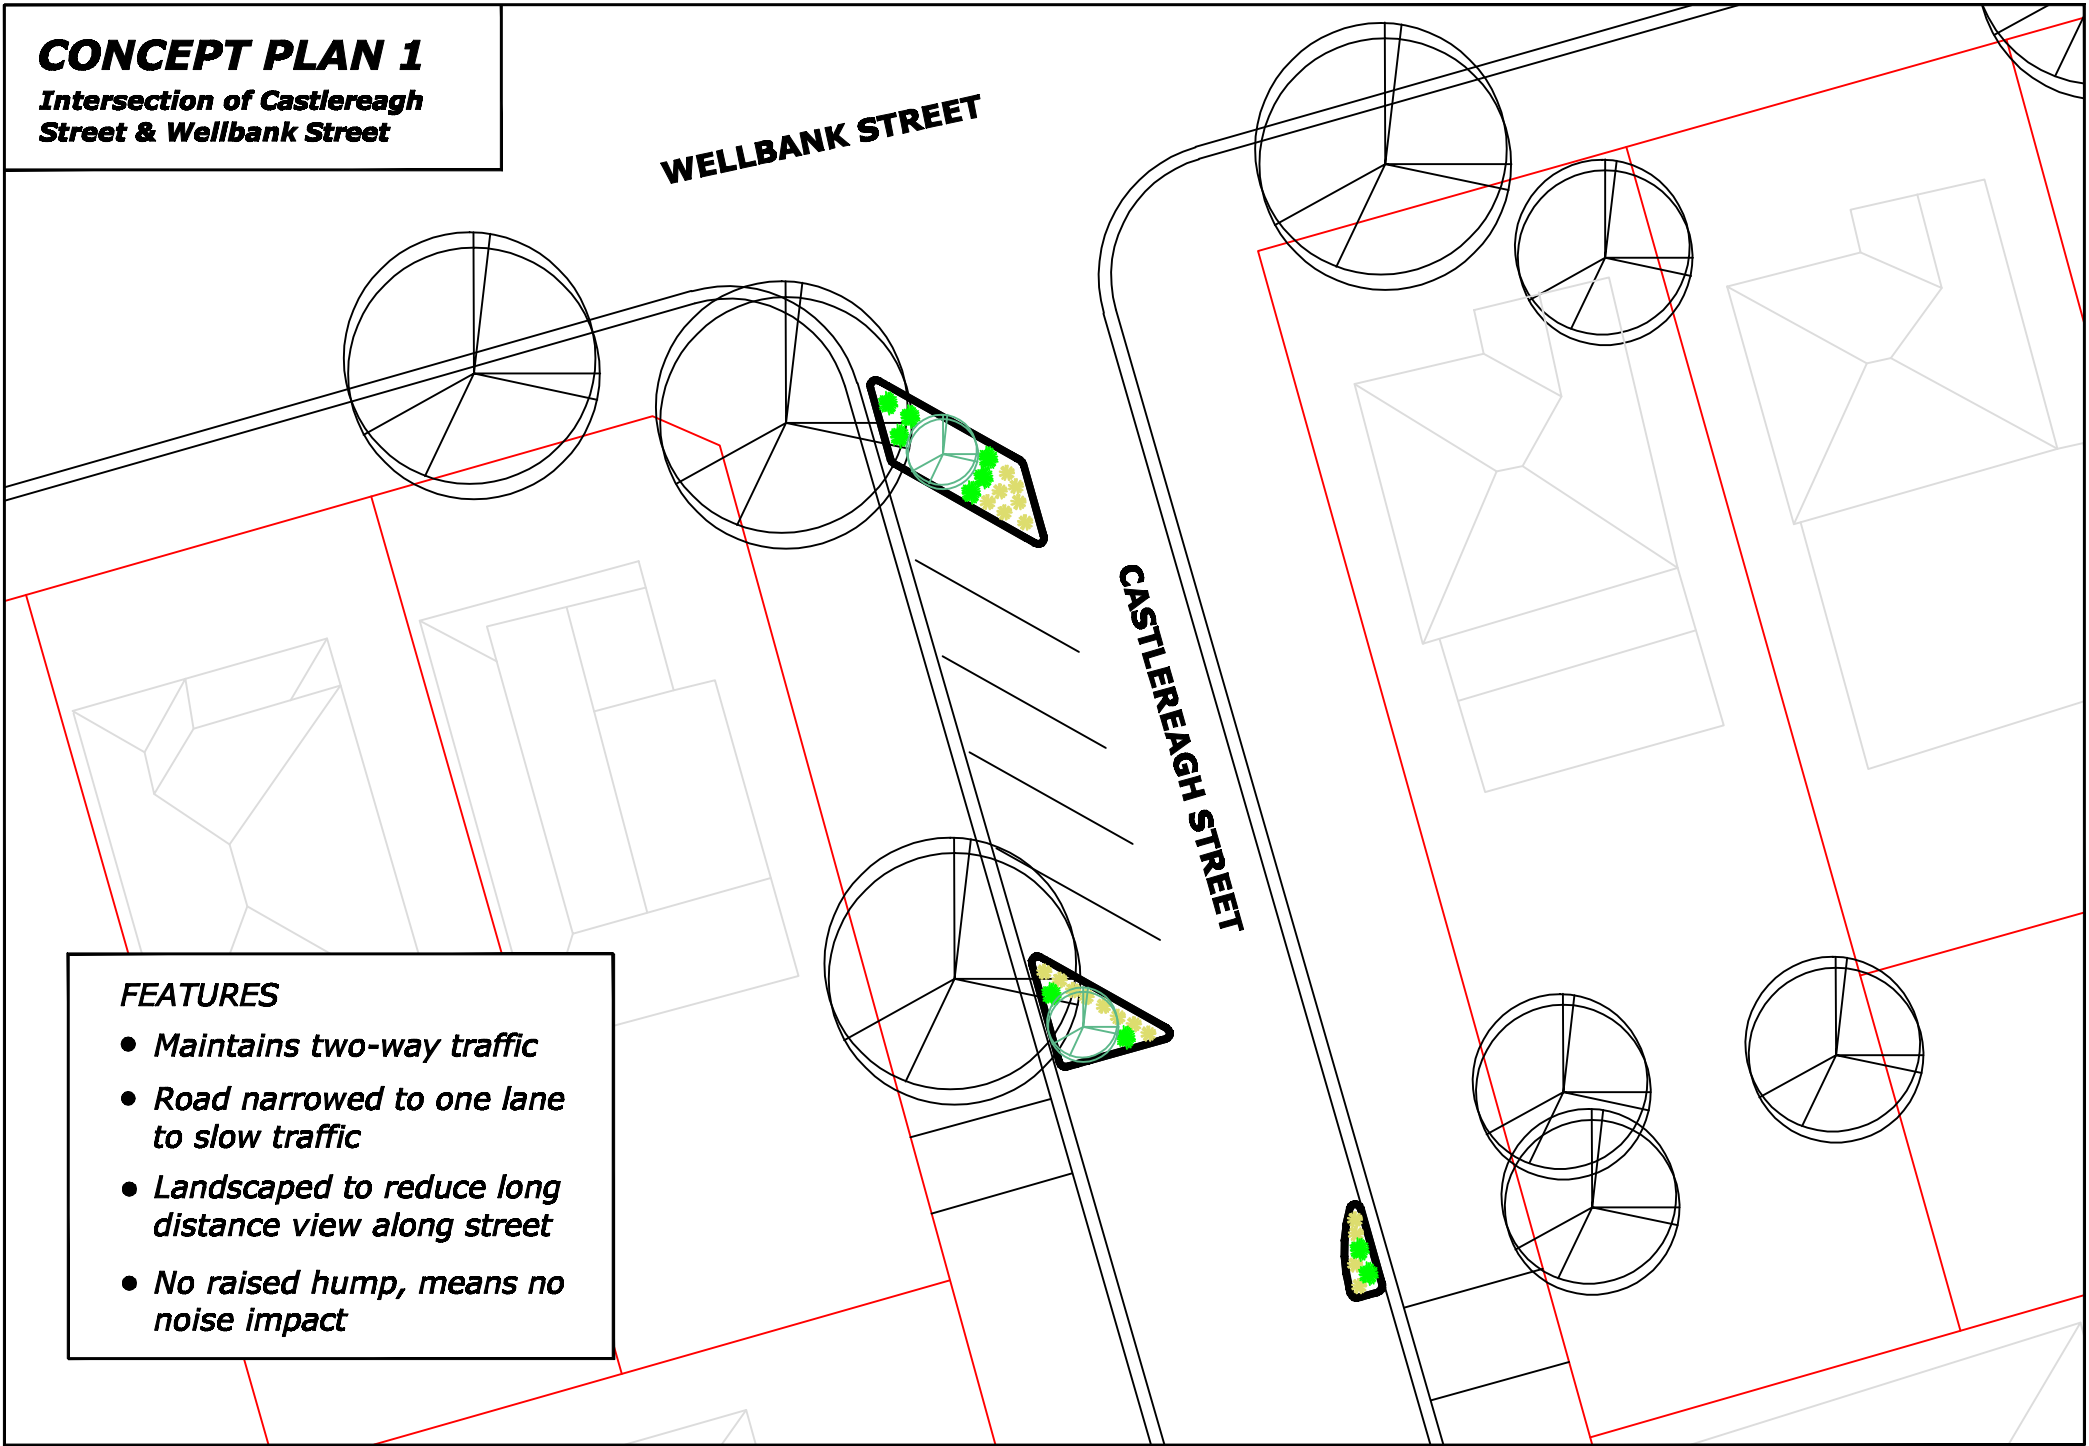 CONCEPT PLAN 1
Intersection of Castlereagh
Street & Wellbank Street
WELLBANK STREET
CASTLEREAGH STREET
FEATURES
● Maintains two-way traffic
● Road narrowed to one lane
to slow traffic
● Landscaped to reduce long
distance view along street
● No raised hump, means no
noise impact